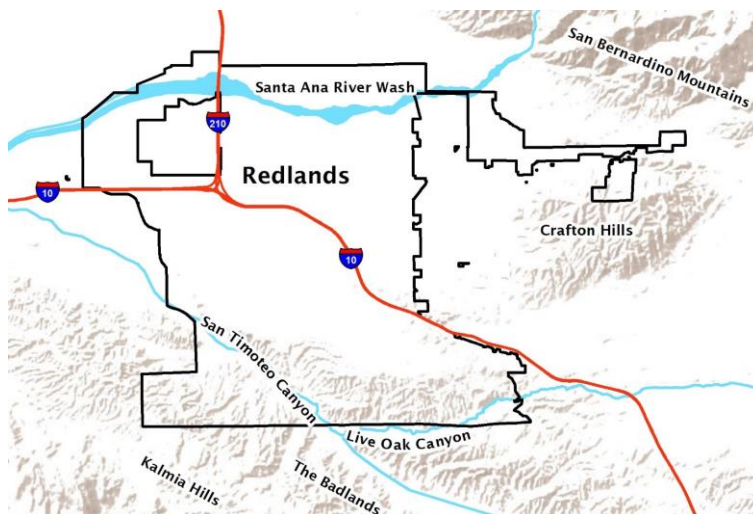 San Bernardino Mountains
Santa Ana River Wash
210
Redlands
10
Crafton Hills
10
San Timoteo Canyon
Live Oak Canyon
Kalmia Hills
The Badlands